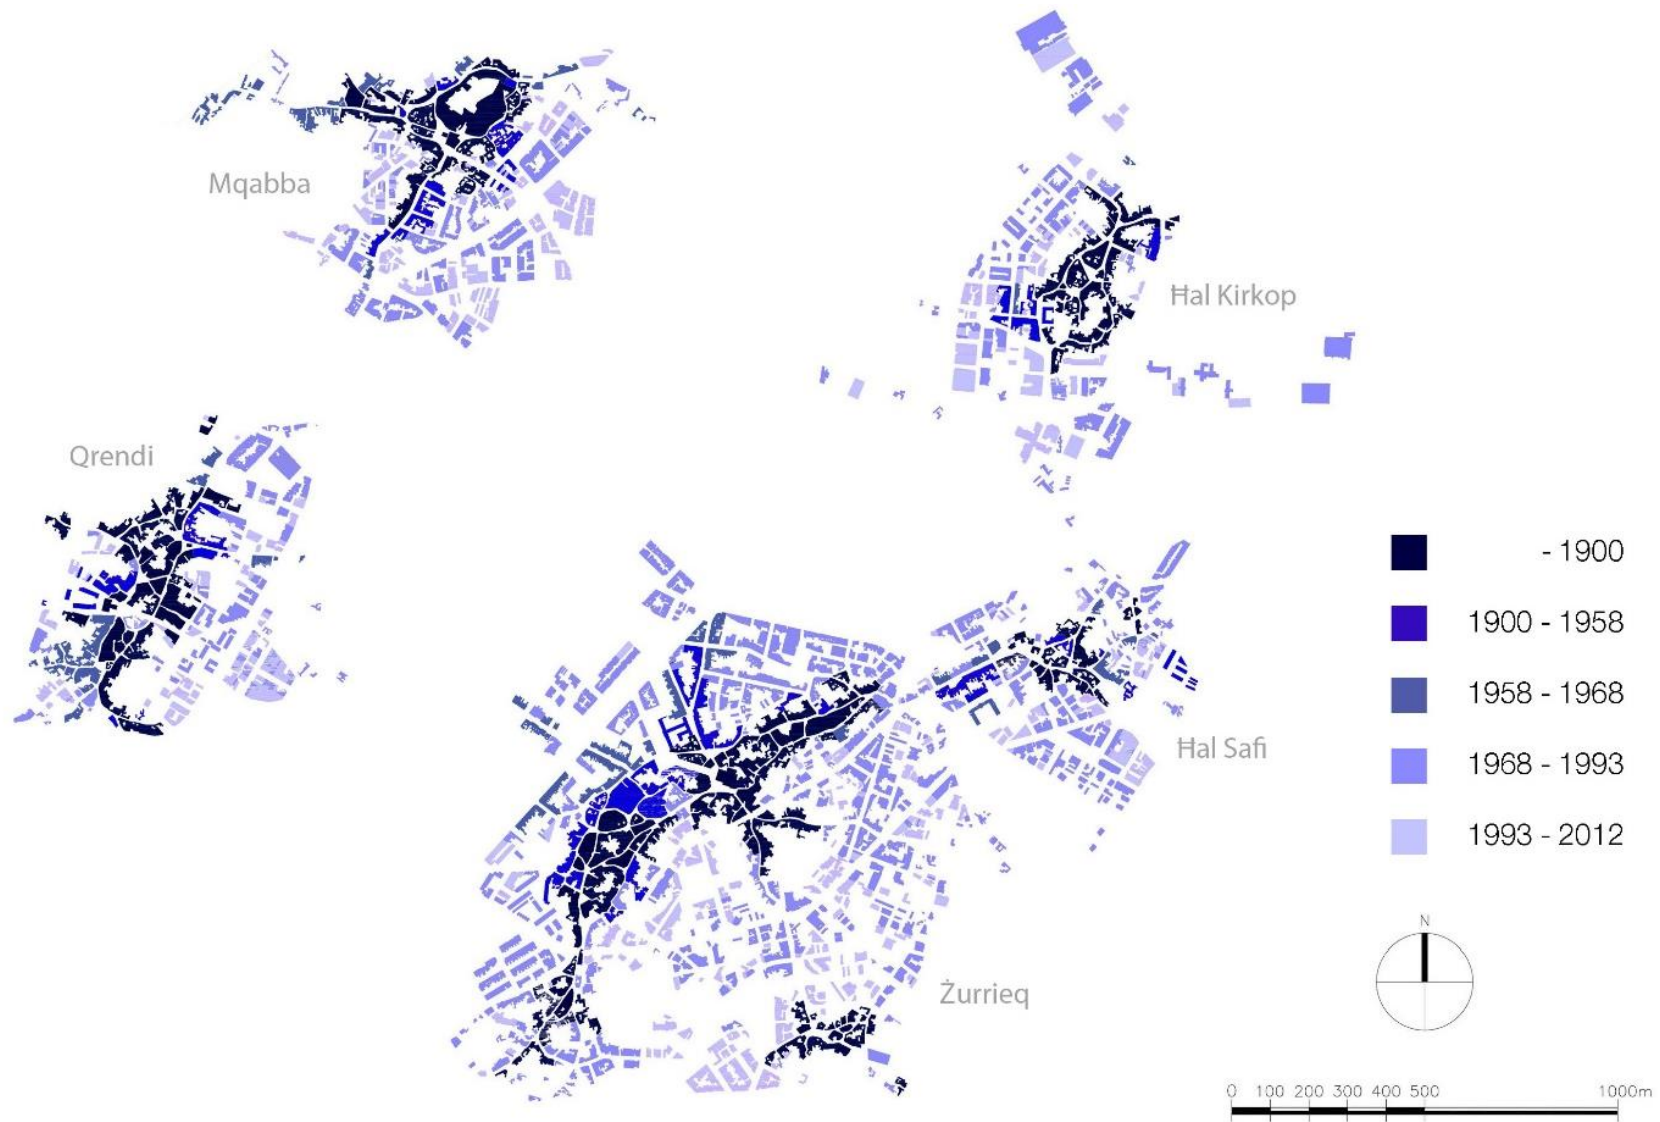 Mqabba
Ħal Kirkop
Qrendi
- 1900
1900 - 1958
1958 - 1968
Ħal Safi
1968 - 1993
1993 - 2012
N
Żurrieq
0 100 200 300 400 500 1000m